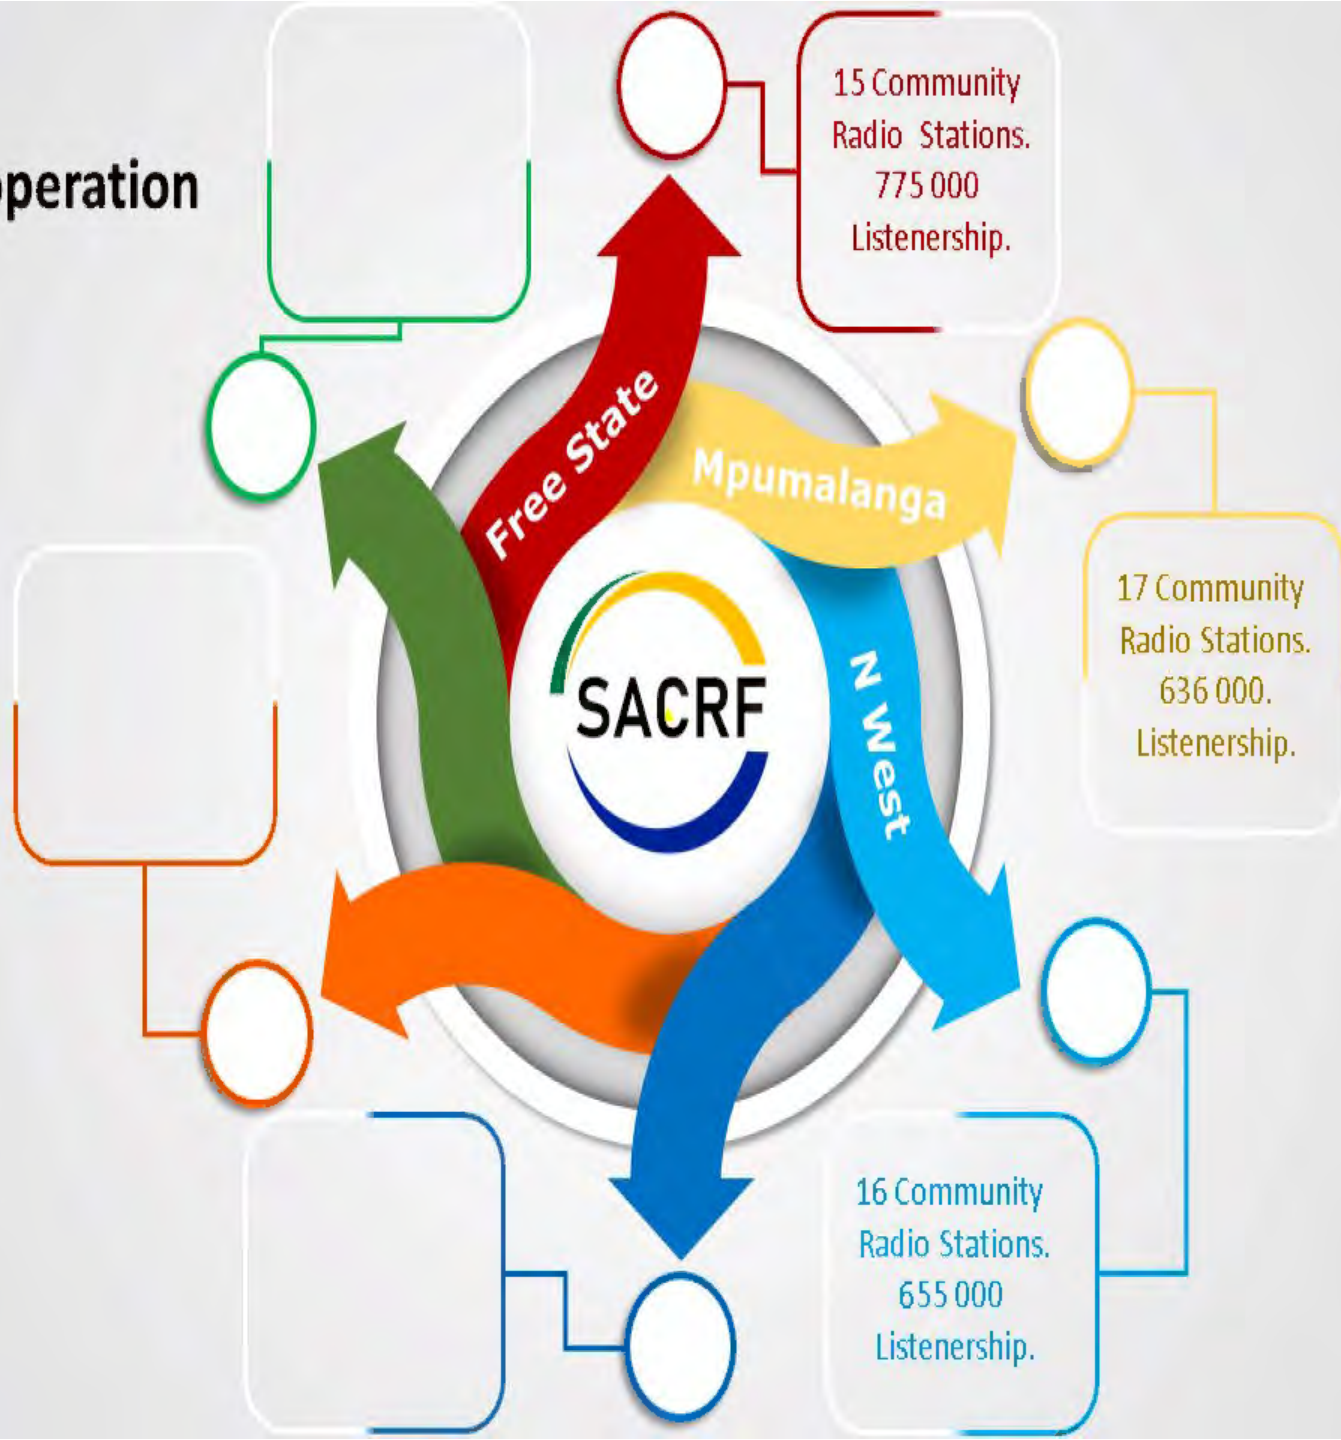 15 Community
Radio Stations.
775 000
Listenership.
Free State
Mpumalanga
17 Community
Radio Stations.
636 000.
Listenership.
N West
SACRF
16 Community
Radio Stations.
655 000
Listenership.